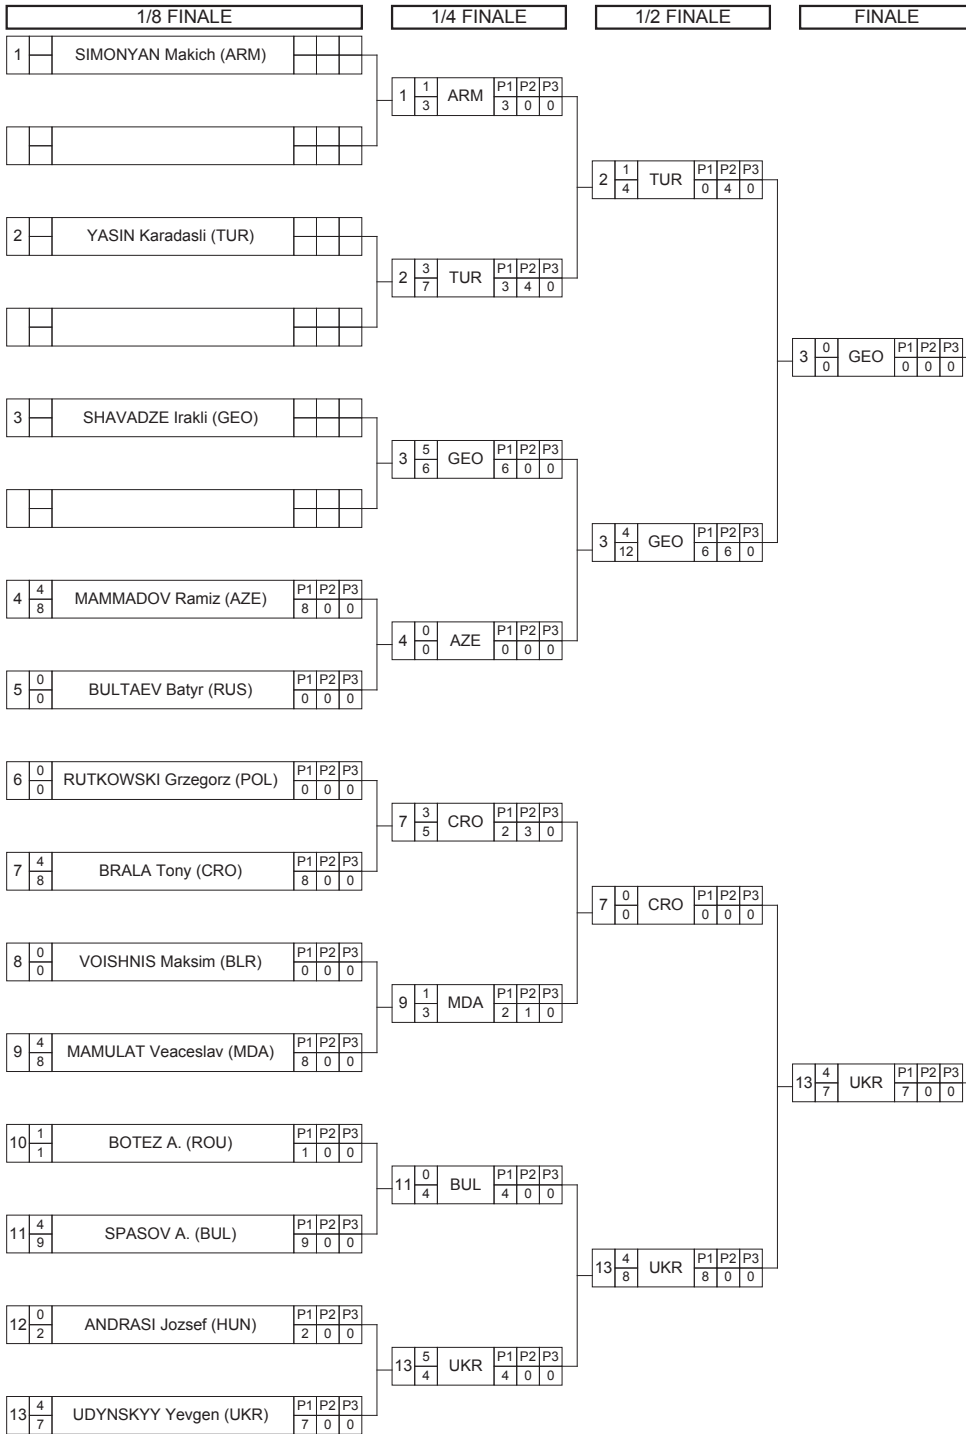 1/8 FINALE 1/4 FINALE 1/2 FINALE FINALE
1 SIMONYAN Makich (ARM)
1 1 ARM P1 P2 P3
3 3 0 0
2 1 TUR P1 P2 P3
4 0 4 0
2 YASIN Karadasli (TUR)
2 3 TUR P1 P2 P3
7 3 4 0
3 0 GEO P1 P2 P3
0 0 0 0
3 SHAVADZE Irakli (GEO)
3 5 GEO P1 P2 P3
6 6 0 0
3 4 GEO P1 P2 P3
12 6 6 0
4 4 MAMMADOV Ramiz (AZE) P1 P2 P3
8 8 0 0
4 0 AZE P1 P2 P3
0 0 0 0
5 0 BULTAEV Batyr (RUS) P1 P2 P3
0 0 0 0
6 0 RUTKOWSKI Grzegorz (POL) P1 P2 P3
0 0 0 0
7 3 CRO P1 P2 P3
5 2 3 0
7 4 BRALA Tony (CRO) P1 P2 P3
8 8 0 0
7 0 CRO P1 P2 P3
0 0 0 0
8 0 VOISHNIS Maksim (BLR) P1 P2 P3
0 0 0 0
9 1 MDA P1 P2 P3
3 2 1 0
9 4 MAMULAT Veaceslav (MDA) P1 P2 P3
8 8 0 0
13 4 UKR P1 P2 P3
7 7 0 0
10 1 BOTEZ A. (ROU) P1 P2 P3
1 1 0 0
11 0 BUL P1 P2 P3
4 4 0 0
11 4 SPASOV A. (BUL) P1 P2 P3
9 9 0 0
13 4 UKR P1 P2 P3
8 8 0 0
12 0 ANDRASI Jozsef (HUN) P1 P2 P3
2 2 0 0
13 5 UKR P1 P2 P3
4 4 0 0
13 4 UDYNSKYY Yevgen (UKR) P1 P2 P3
7 7 0 0